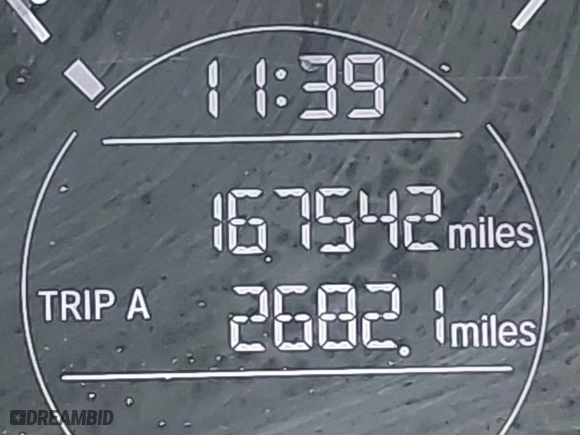 11:39
167542 miles
TRIP A 2682.1 miles
DREAMBID